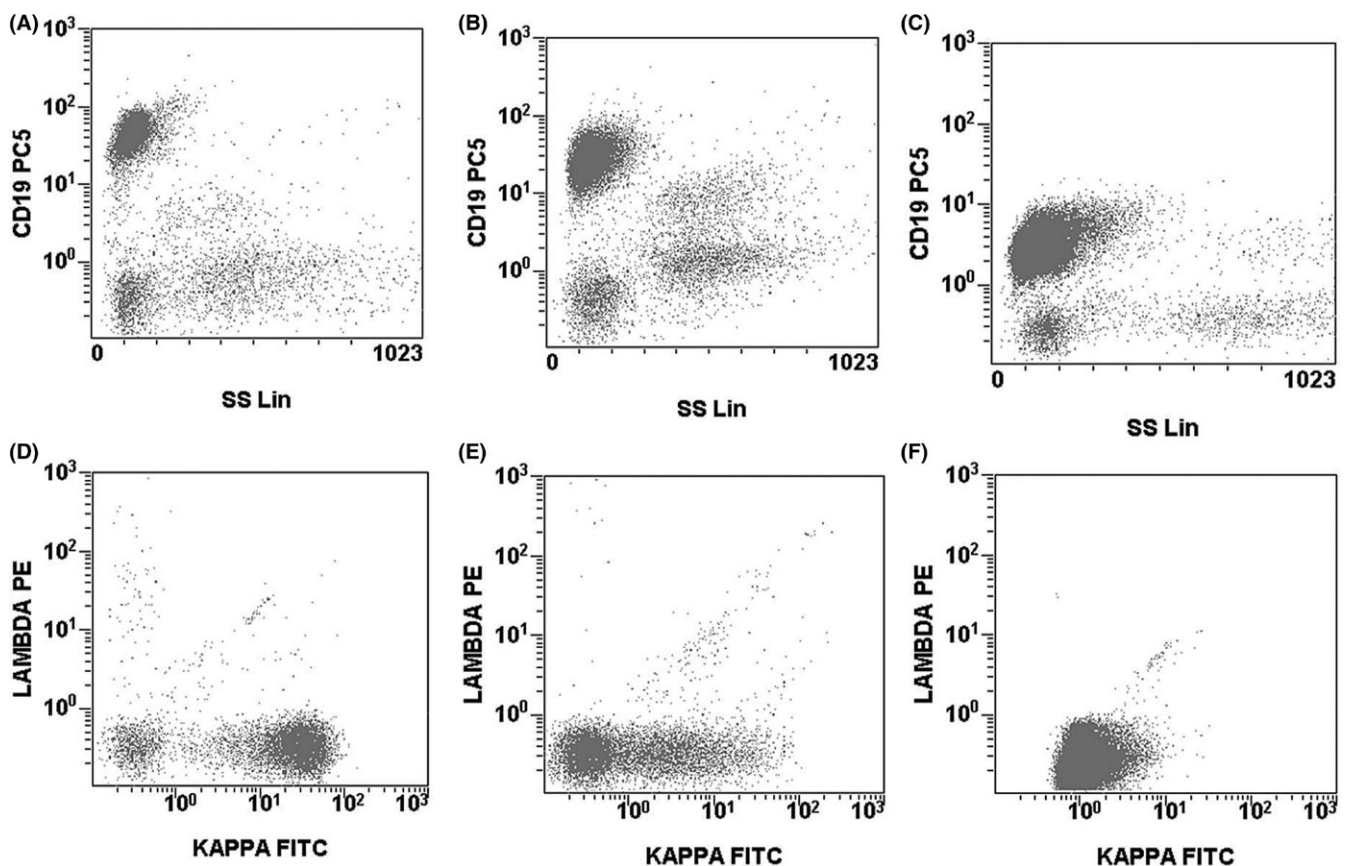 (A)
10³
10²
10¹
10⁰
CD19 PC5
0
1023
SS Lin
(B)
10³
10²
10¹
10⁰
CD19 PC5
0
1023
SS Lin
(C)
10³
10²
10¹
10⁰
CD19 PC5
0
1023
SS Lin
(D)
10³
10²
10¹
10⁰
LAMBDA PE
10⁰ 10¹ 10² 10³
KAPPA FITC
(E)
10³
10²
10¹
10⁰
LAMBDA PE
10⁰ 10¹ 10² 10³
KAPPA FITC
(F)
10³
10²
10¹
10⁰
LAMBDA PE
10⁰ 10¹ 10² 10³
KAPPA FITC